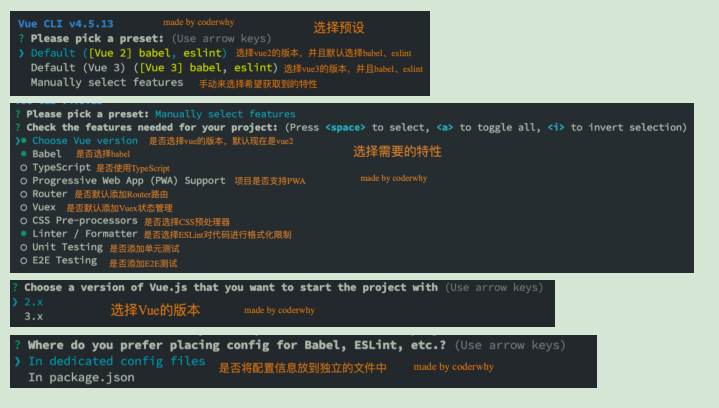 Vue CLI v4.5.13 made by coderwhy 选择预设
? Please pick a preset: (Use arrow keys)
❯ Default ([Vue 2] babel, eslint) 选择vue2的版本，并且默认选择babel、eslint
Default (Vue 3) ([Vue 3] babel, eslint) 选择vue3的版本，并且babel、eslint
Manually select features 手动来选择希望获取到的特性
? Please pick a preset: Manually select features
? Check the features needed for your project: (Press <space> to select, <a> to toggle all, <i> to invert selection)
❯◉ Choose Vue version 是否选择vue的版本，默认现在是vue2
◉ Babel 是否选择babel 选择需要的特性
○ TypeScript 是否使用TypeScript
○ Progressive Web App (PWA) Support 项目是否支持PWA made by coderwhy
○ Router 是否默认添加Router路由
○ Vuex 是否默认添加Vuex状态管理
○ CSS Pre-processors 是否选择CSS预处理器
◉ Linter / Formatter 是否选择ESLint对代码进行格式化限制
○ Unit Testing 是否添加单元测试
○ E2E Testing 是否添加E2E测试
? Choose a version of Vue.js that you want to start the project with (Use arrow keys)
❯ 2.x
3.x 选择Vue的版本 made by coderwhy
? Where do you prefer placing config for Babel, ESLint, etc.? (Use arrow keys)
❯ In dedicated config files 是否将配置信息放到独立的文件中 made by coderwhy
In package.json